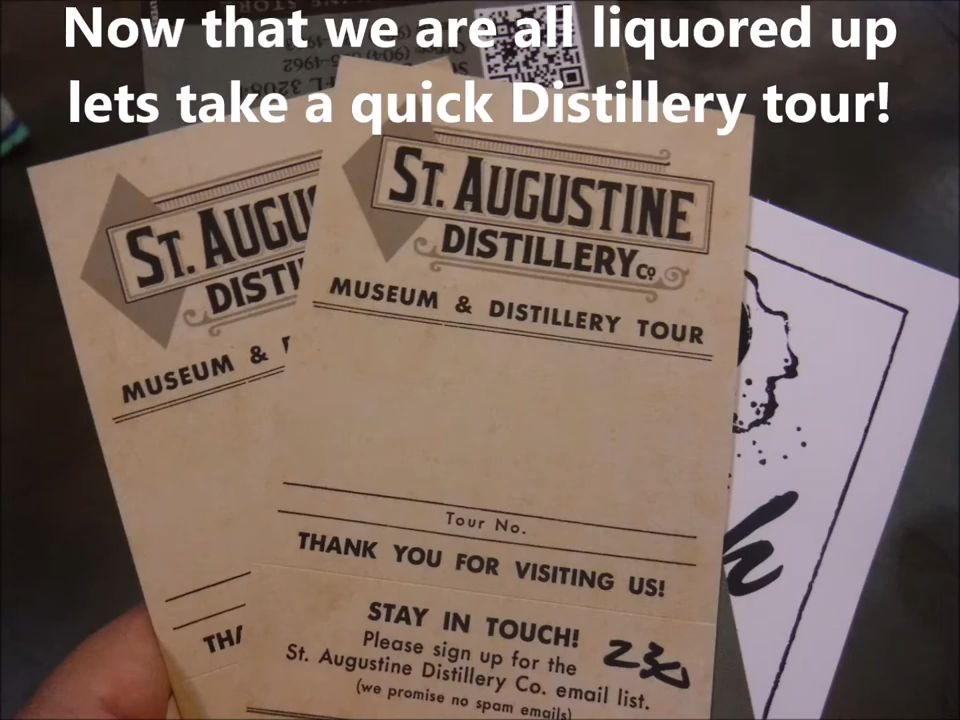 Now that we are all liquored up
lets take a quick Distillery tour!
ST. AUGUSTINE
DISTILLERY Co
MUSEUM & DISTILLERY TOUR
Tour No.
THANK YOU FOR VISITING US!
STAY IN TOUCH!
Please sign up for the
St. Augustine Distillery Co. email list.
(we promise no spam emails)
230
ST. AUGU
DISTI
MUSEUM & 
THA